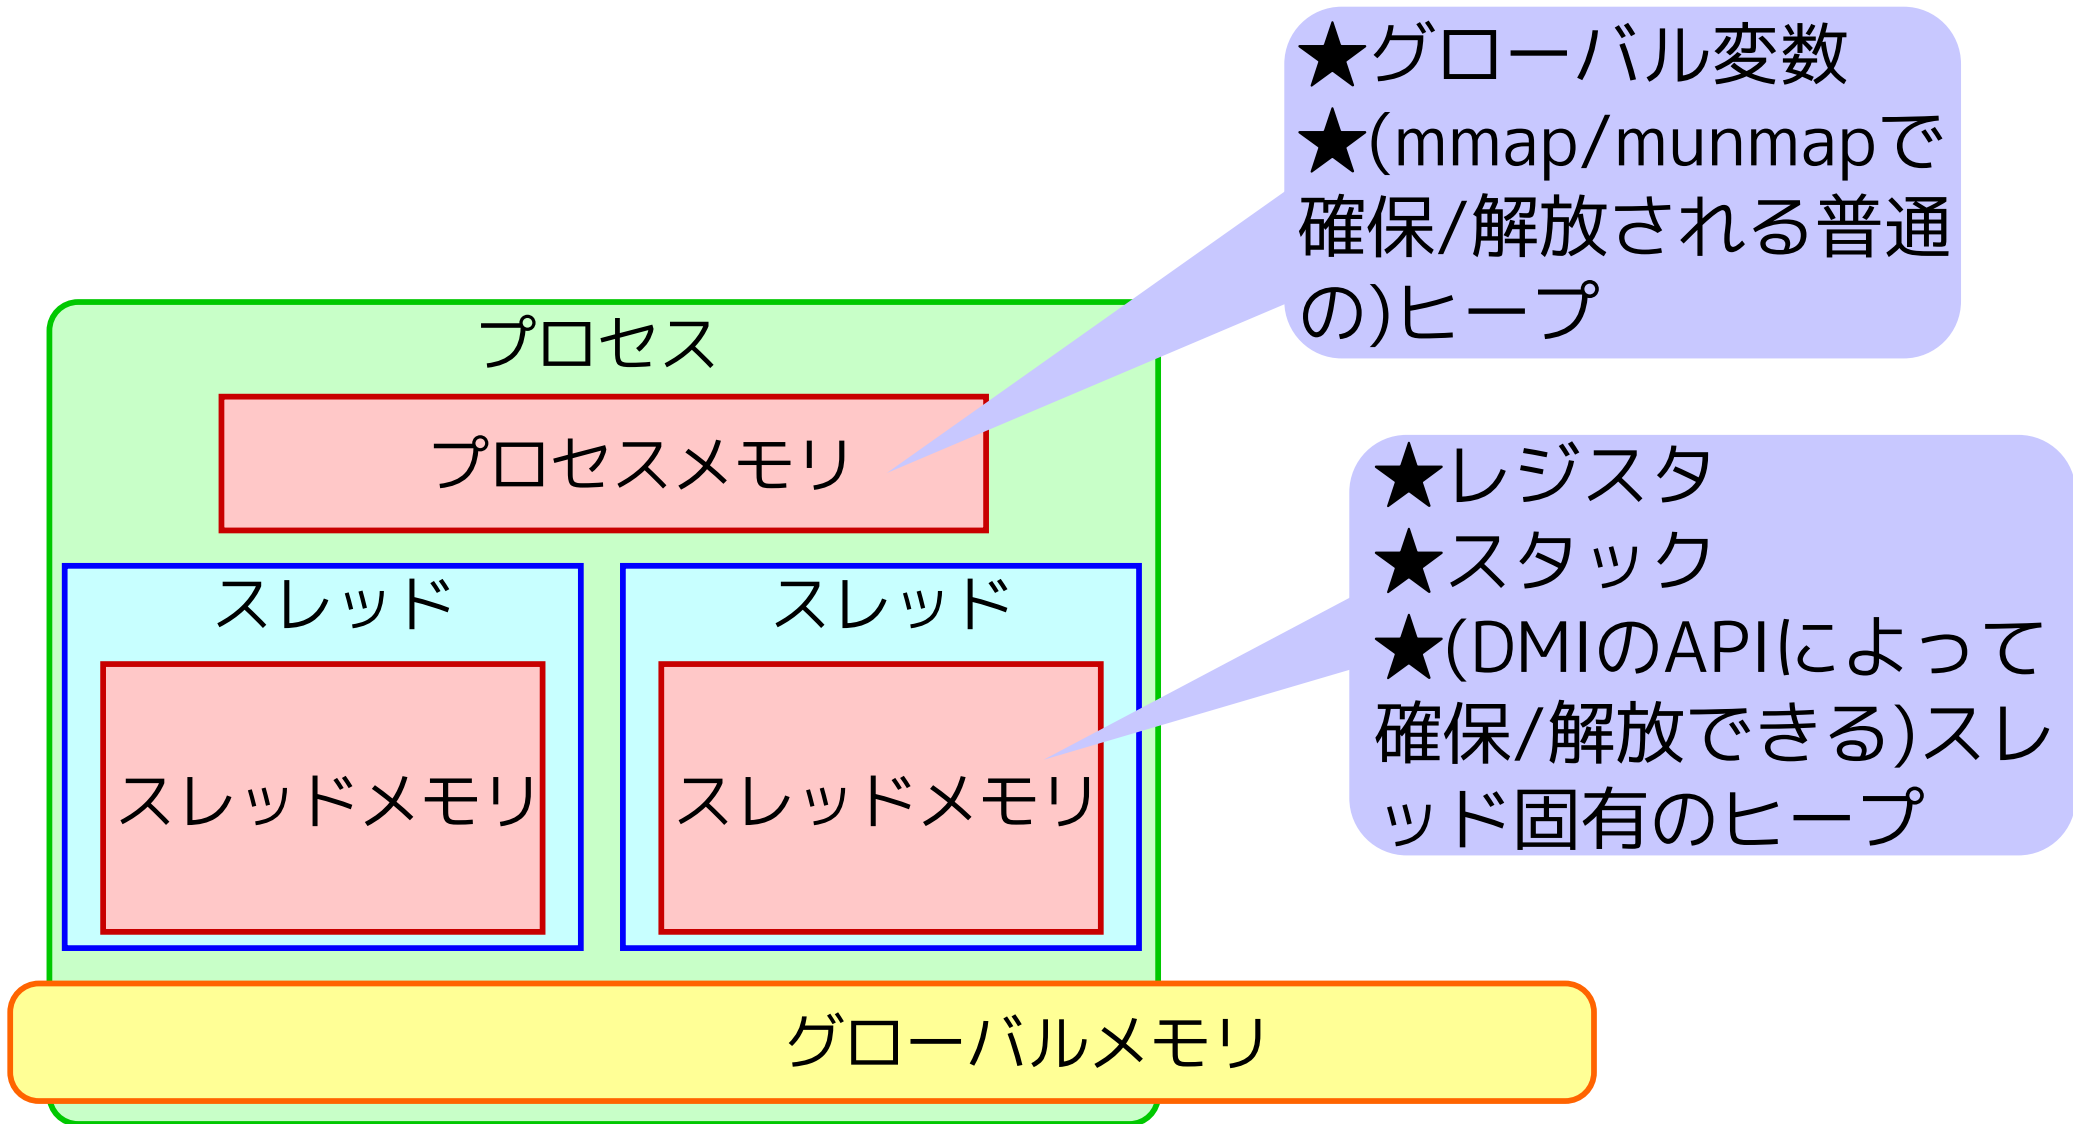 ★グローバル変数
★(mmap/munmapで
確保/解放される普通
の)ヒープ
プロセス
プロセスメモリ
★レジスタ
★スタック
★(DMIのAPIによって
確保/解放できる)スレ
ッド固有のヒープ
スレッド
スレッド
スレッドメモリ
スレッドメモリ
グローバルメモリ